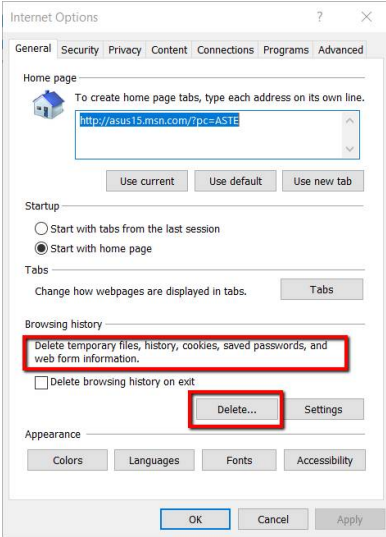 Internet Options ? ×
General Security Privacy Content Connections Programs Advanced
Home page
To create home page tabs, type each address on its own line.
http://asus15.msn.com/?pc=ASTE
Use current Use default Use new tab
Startup
Start with tabs from the last session
Start with home page
Tabs
Change how webpages are displayed in tabs. Tabs
Browsing history
Delete temporary files, history, cookies, saved passwords, and
web form information.
Delete browsing history on exit
Delete... Settings
Appearance
Colors Languages Fonts Accessibility
OK Cancel Apply